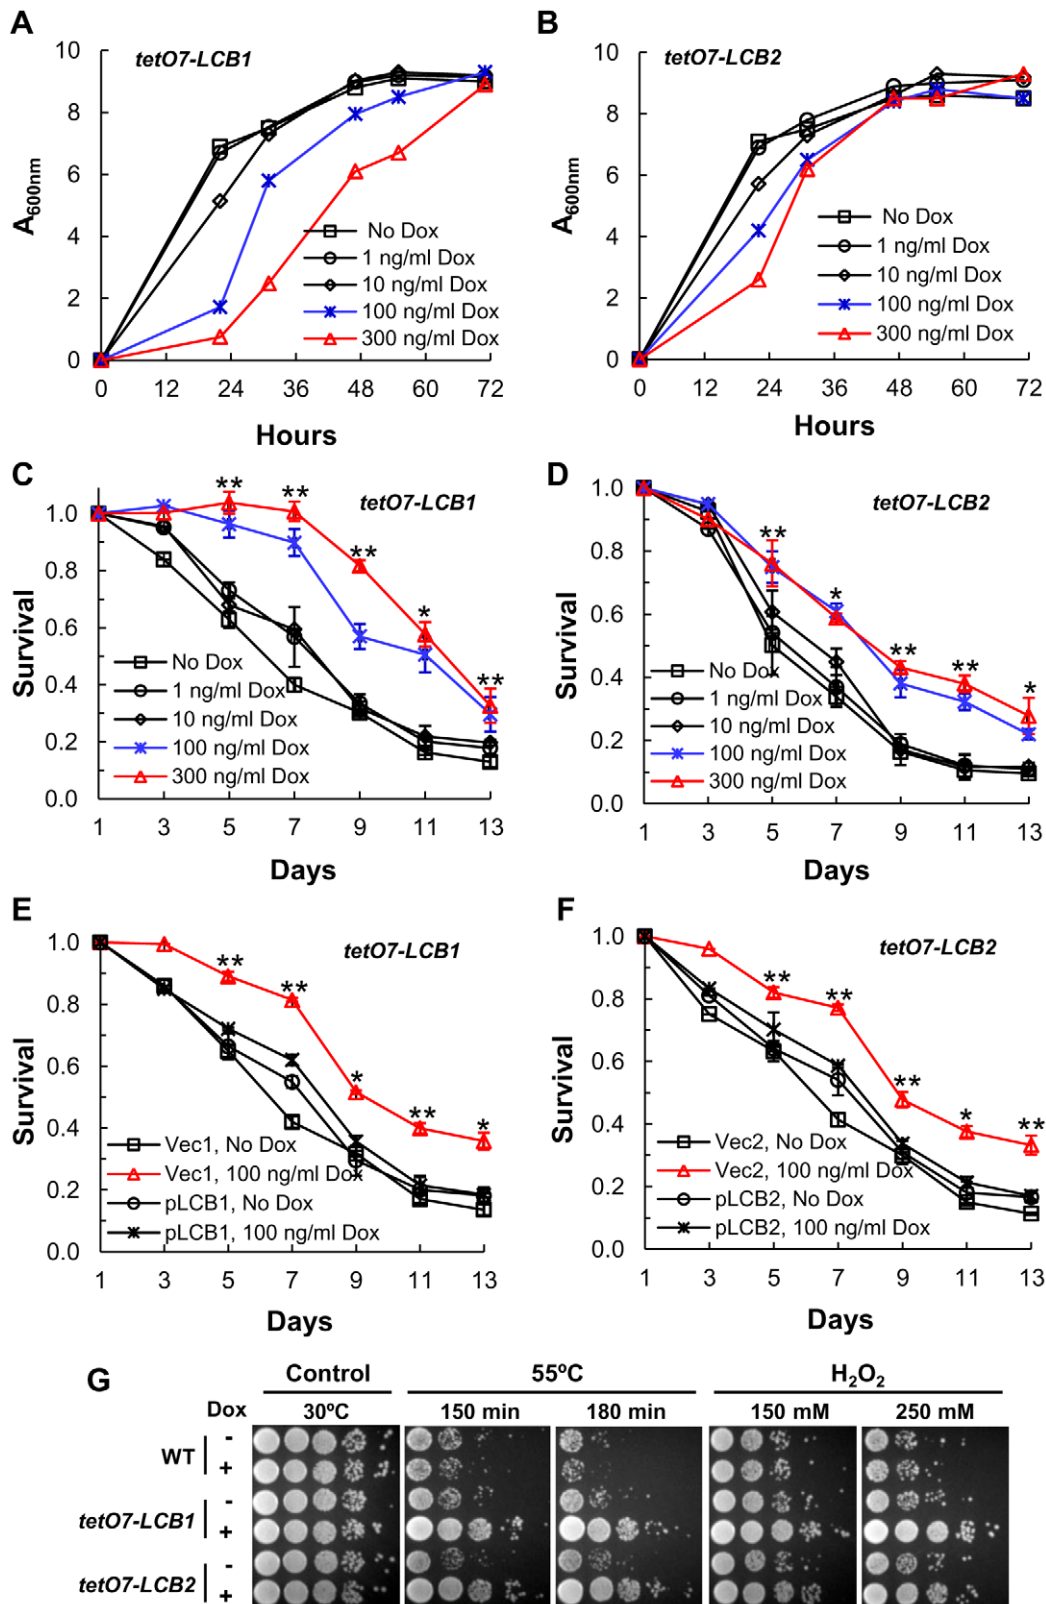 A
tetO7-LCB1
10
8
6
4
2
0
A600nm
No Dox
1 ng/ml Dox
10 ng/ml Dox
100 ng/ml Dox
300 ng/ml Dox
0 12 24 36 48 60 72
Hours
B
tetO7-LCB2
10
8
6
4
2
0
A600nm
No Dox
1 ng/ml Dox
10 ng/ml Dox
100 ng/ml Dox
300 ng/ml Dox
0 12 24 36 48 60 72
Hours
C
tetO7-LCB1
** ** ** * **
1.0
0.8
0.6
0.4
0.2
0.0
Survival
No Dox
1 ng/ml Dox
10 ng/ml Dox
100 ng/ml Dox
300 ng/ml Dox
1 3 5 7 9 11 13
Days
D
tetO7-LCB2
** * ** ** *
1.0
0.8
0.6
0.4
0.2
0.0
Survival
No Dox
1 ng/ml Dox
10 ng/ml Dox
100 ng/ml Dox
300 ng/ml Dox
1 3 5 7 9 11 13
Days
E
tetO7-LCB1
** ** * ** *
1.0
0.8
0.6
0.4
0.2
0.0
Survival
Vec1, No Dox
Vec1, 100 ng/ml Dox
pLCB1, No Dox
pLCB1, 100 ng/ml Dox
1 3 5 7 9 11 13
Days
F
tetO7-LCB2
** ** ** * **
1.0
0.8
0.6
0.4
0.2
0.0
Survival
Vec2, No Dox
Vec2, 100 ng/ml Dox
pLCB2, No Dox
pLCB2, 100 ng/ml Dox
1 3 5 7 9 11 13
Days
G
Control 55ºC H₂O₂
Dox 30ºC 150 min 180 min 150 mM 250 mM
WT - +
tetO7-LCB1 - +
tetO7-LCB2 - +